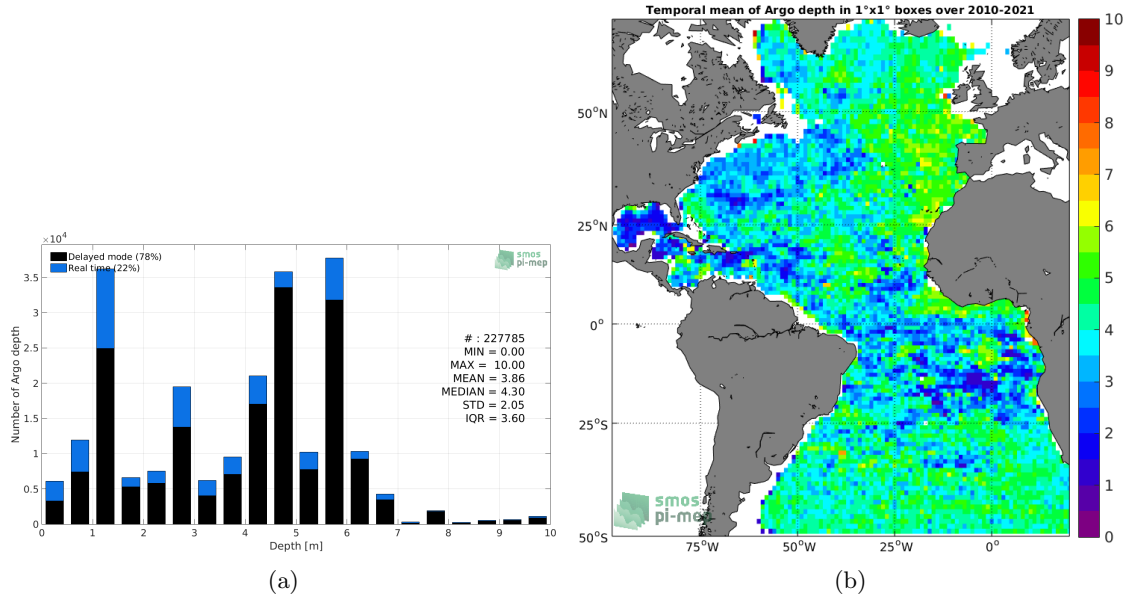 ×10⁴
Delayed mode (78%)
Real time (22%)
smos
pi-mep
3.5
3
2.5
2
1.5
1
0.5
0
Number of Argo depth
# : 227785
MIN = 0.00
MAX = 10.00
MEAN = 3.86
MEDIAN = 4.30
STD = 2.05
IQR = 3.60
0 1 2 3 4 5 6 7 8 9 10
Depth [m]
(a)
Temporal mean of Argo depth in 1°x1° boxes over 2010-2021
50°N
25°N
0°
25°S
50°S
75°W 50°W 25°W 0°
smos
pi-mep
10
9
8
7
6
5
4
3
2
1
0
(b)